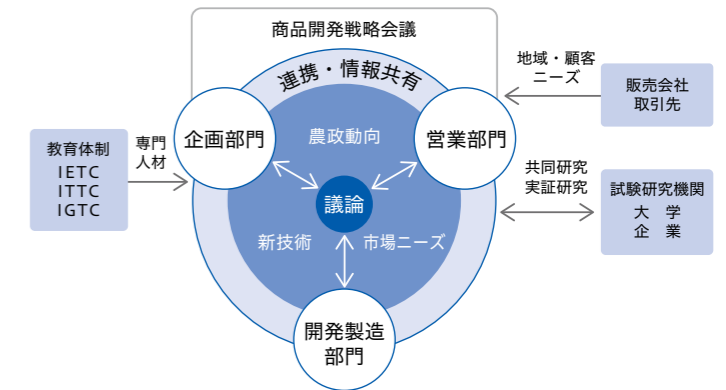 商品開発戦略会議
連携・情報共有
地域・顧客
ニーズ
販売会社
取引先
企画部門
農政動向
営業部門
教育体制
IETC
ITTC
IGTC
専門
人材
議論
共同研究
実証研究
試験研究機関
大　学
企　業
新技術
市場ニーズ
開発製造
部門